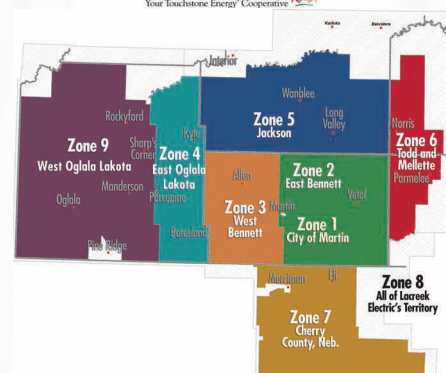 Your Touchstone Energy® Cooperative
Kadoka
Belvidere
Interior
Wanblee
Rockyford
Zone 5
Jackson
Long
Valley
Norris
Zone 9
West Oglala Lakota
Sharp's
Corner
Kyle
Zone 4
East Oglala
Lakota
Zone 6
Todd and
Mellette
Parmelee
Allen
Zone 2
East Bennett
Manderson
Oglala
Porcupine
Vetal
Zone 3
West
Bennett
Martin
Zone 1
City of Martin
Batesland
Pine Ridge
Merriman
Eli
Zone 8
All of Lacreek
Electric's Territory
Zone 7
Cherry
County, Neb.